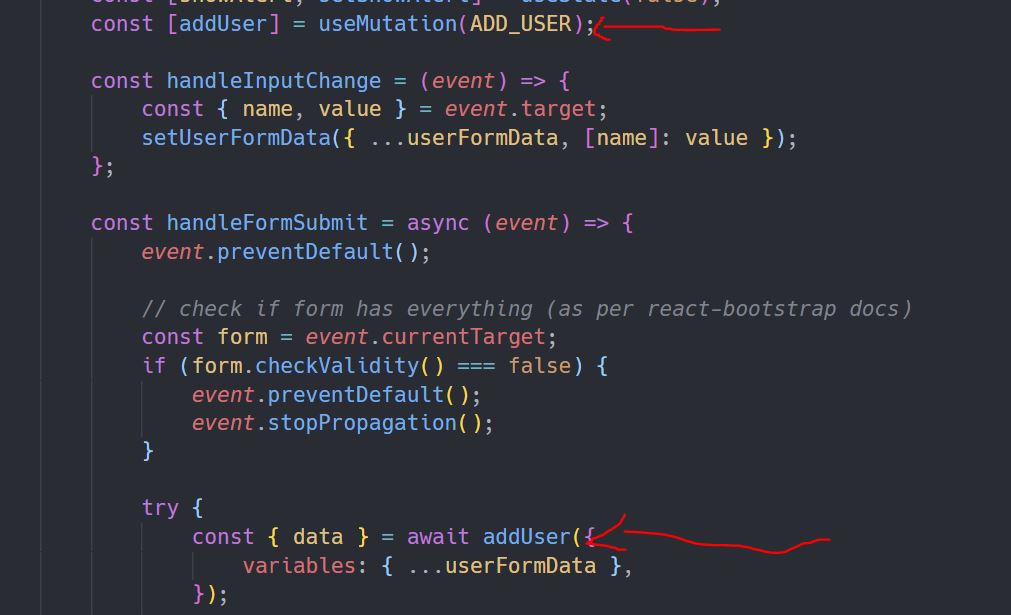 const [addUser] = useMutation(ADD_USER);
const handleInputChange = (event) => {
const { name, value } = event.target;
setUserFormData({ ...userFormData, [name]: value });
};
const handleFormSubmit = async (event) => {
event.preventDefault();
// check if form has everything (as per react-bootstrap docs)
const form = event.currentTarget;
if (form.checkValidity() === false) {
event.preventDefault();
event.stopPropagation();
}
try {
const { data } = await addUser({
variables: { ...userFormData },
});